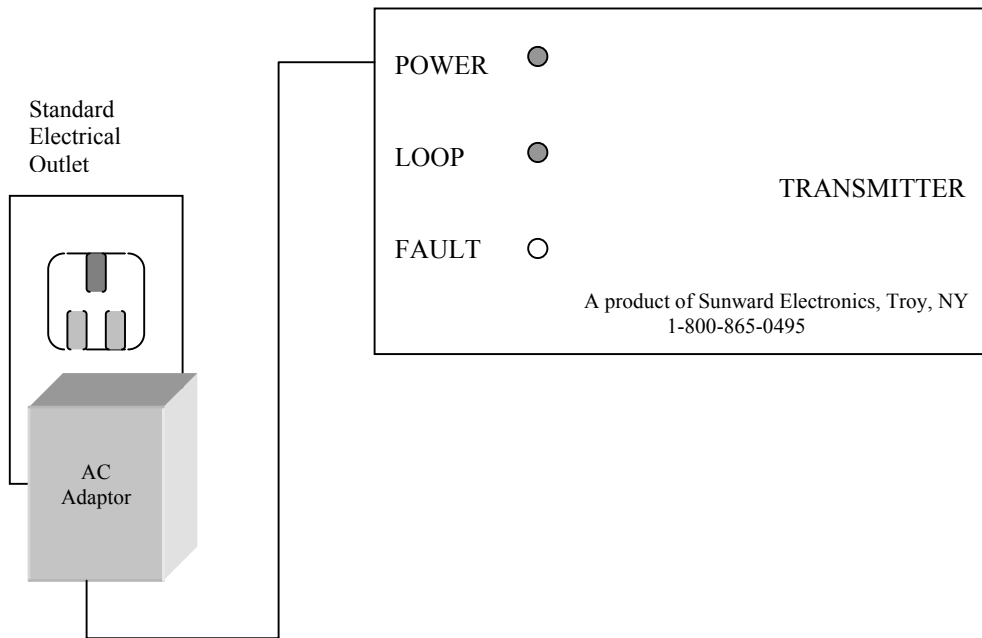 Standard
Electrical
Outlet
AC
Adaptor
POWER
LOOP
FAULT
TRANSMITTER
A product of Sunward Electronics, Troy, NY
1-800-865-0495